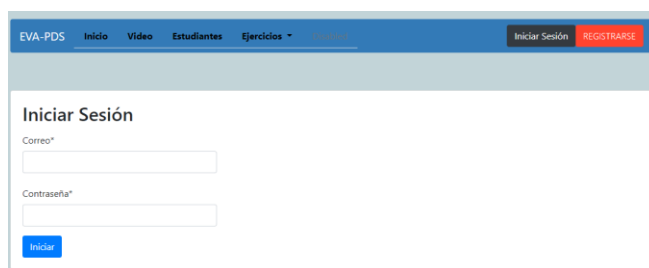 EVA-PDS Inicio Video Estudiantes Ejercicios Iniciar Sesión REGISTRARSE
Iniciar Sesión
Correo*
Contraseña*
Iniciar